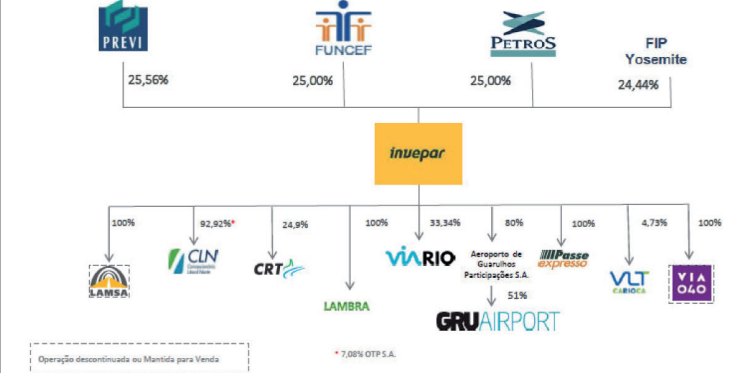 PREVI
FUNCEF
PETROS
FIP
Yosemite
25,56%
25,00%
25,00%
24,44%
invepar
100%
92,92%*
24,9%
100%
33,34%
80%
100%
4,73%
100%
LAMSA
CLN
CRT
LAMBRA
VIARIO
Aeroporto de
Guarulhos
Participações S.A.
51%
GRUAIRPORT
Passe
expresso
VLT
CARIOCA
VIA
040
Operação descontinuada ou Mantida para Venda
* 7,08% OTP S.A.